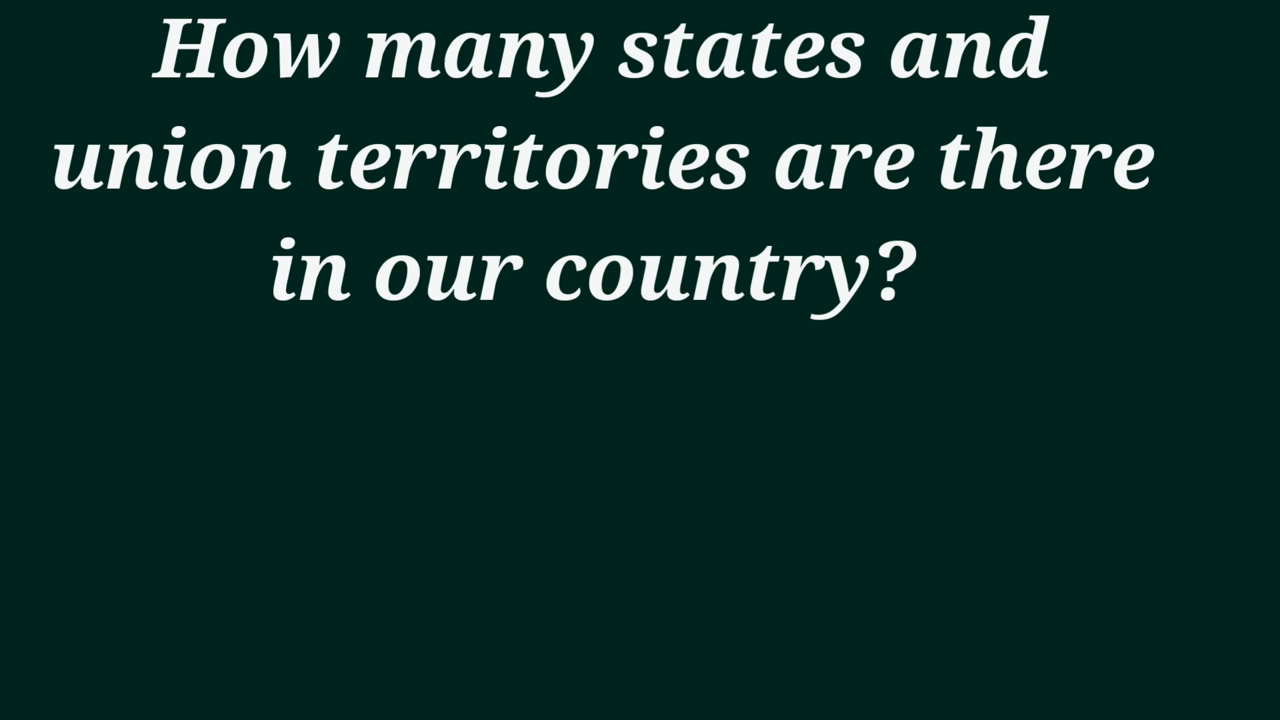 How many states and
union territories are there
in our country?